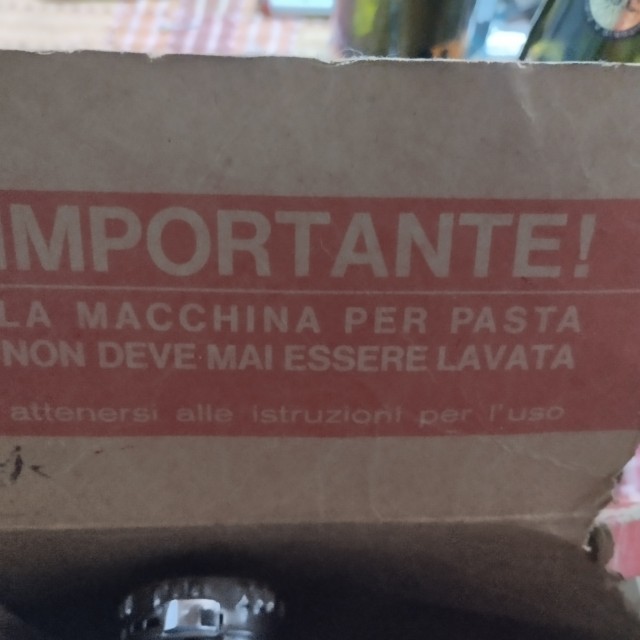 IMPORTANTE!
LA MACCHINA PER PASTA
NON DEVE MAI ESSERE LAVATA
attenersi alle istruzioni per l'uso